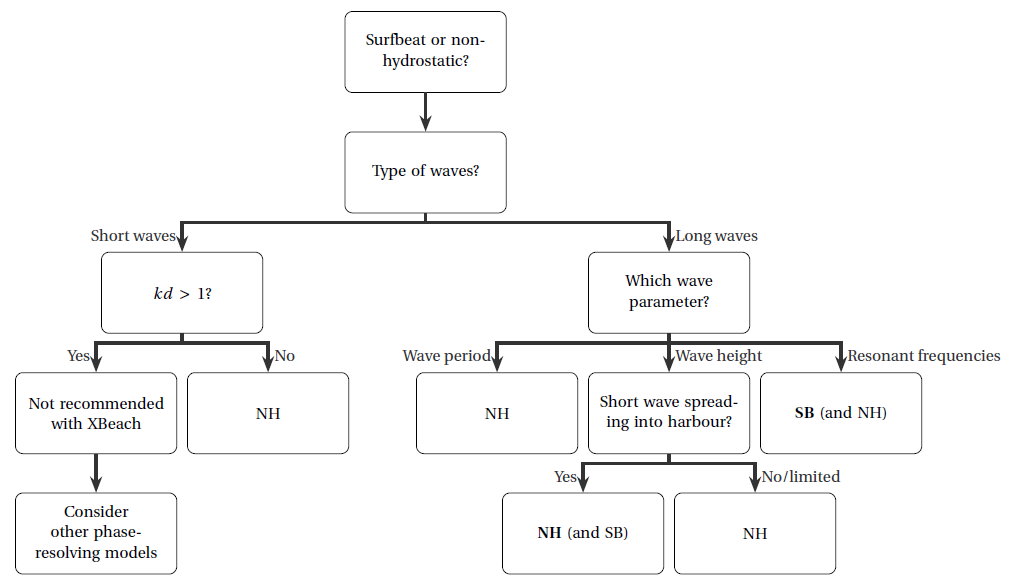 Surfbeat or non-
hydrostatic?
Type of waves?
Short waves
Long waves
kd > 1?
Which wave
parameter?
Yes
No
Wave period
Wave height
Resonant frequencies
Not recommended
with XBeach
NH
NH
Short wave spread-
ing into harbour?
SB (and NH)
Yes
No/limited
Consider
other phase-
resolving models
NH (and SB)
NH